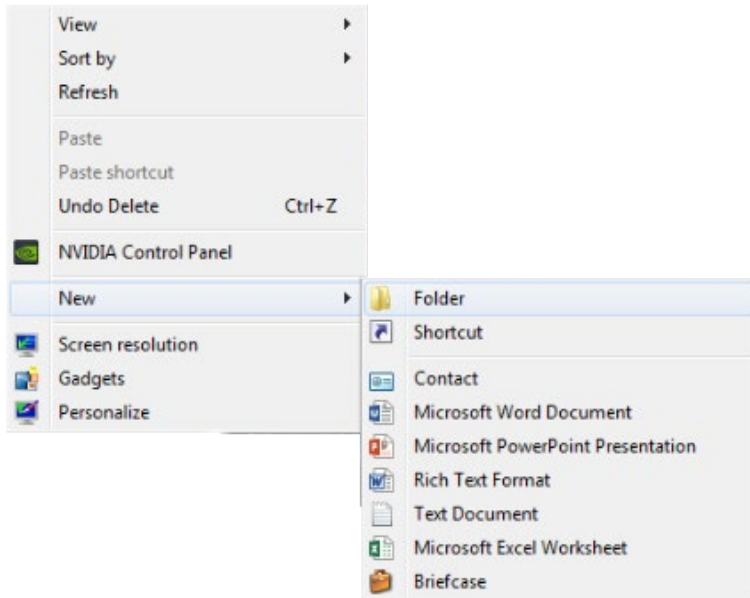 View
Sort by
Refresh
Paste
Paste shortcut
Undo Delete Ctrl+Z
NVIDIA Control Panel
New
Screen resolution
Gadgets
Personalize
Folder
Shortcut
Contact
Microsoft Word Document
Microsoft PowerPoint Presentation
Rich Text Format
Text Document
Microsoft Excel Worksheet
Briefcase